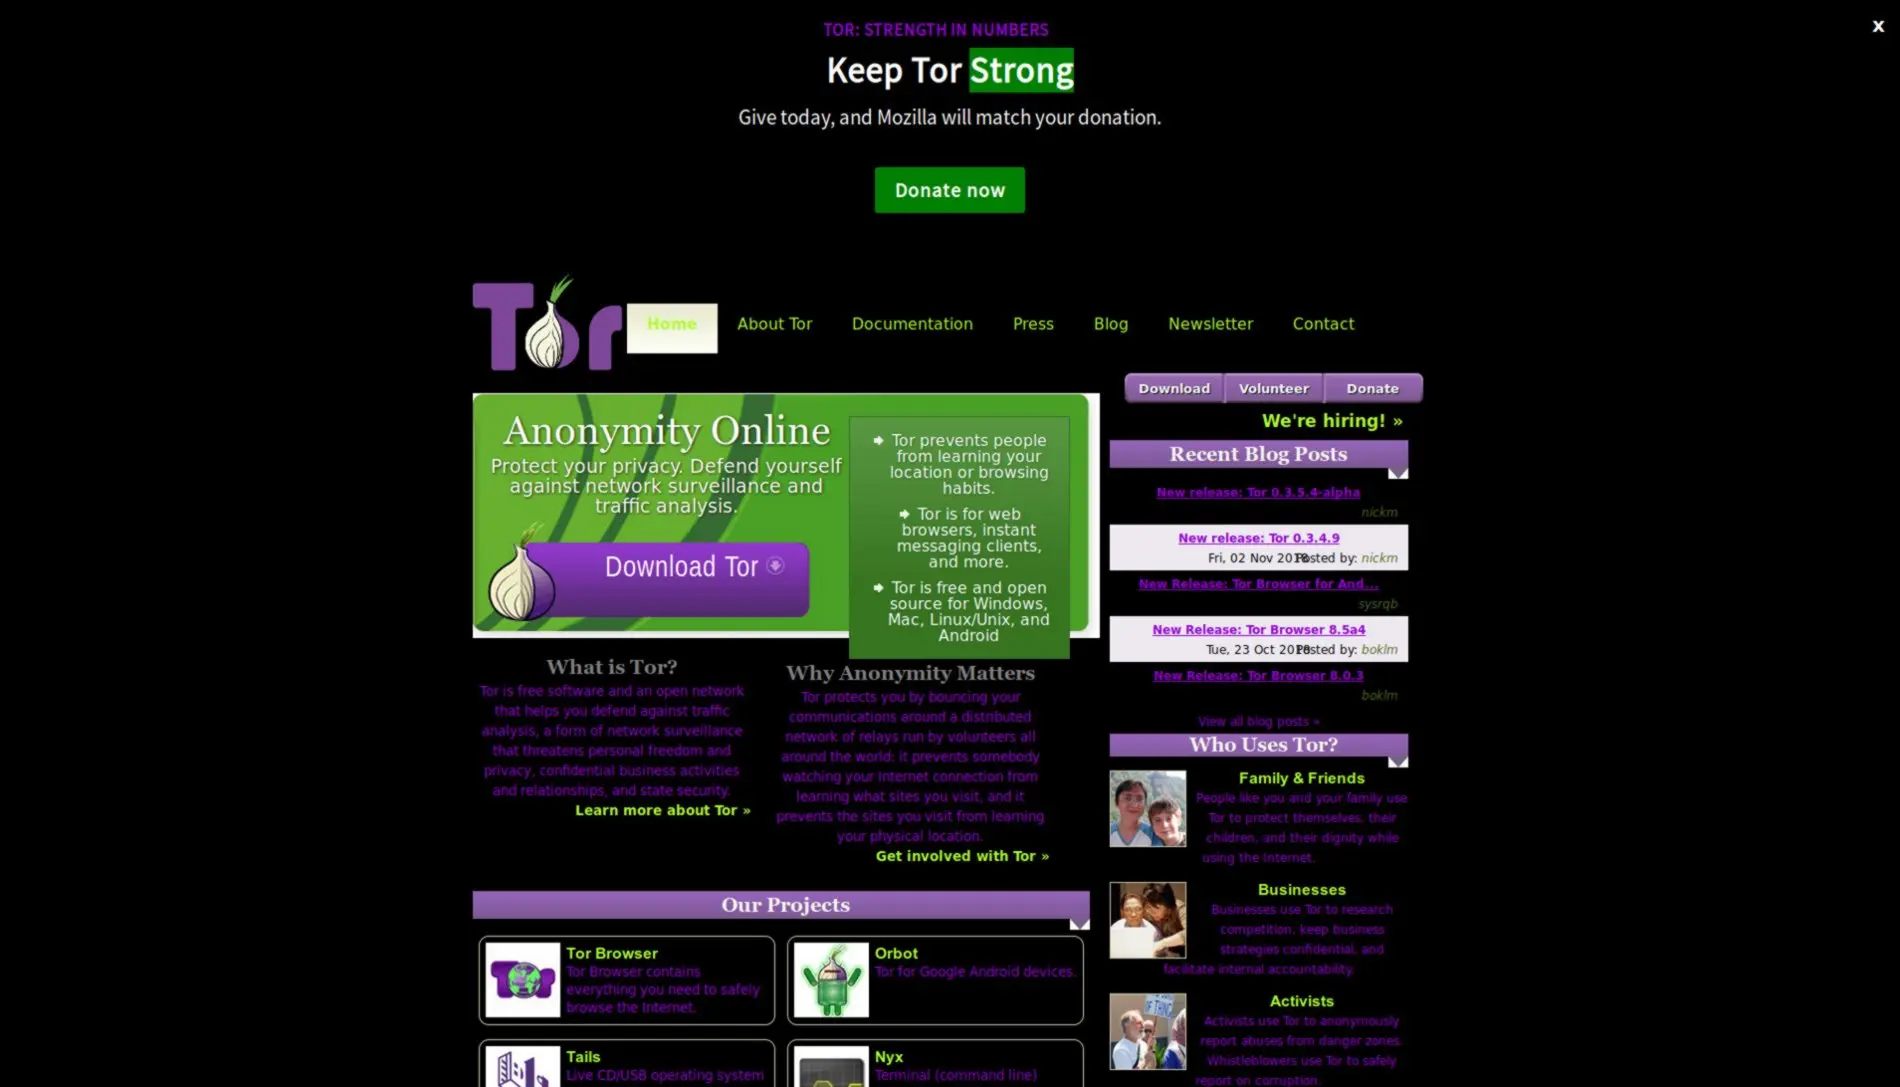 TOR: STRENGTH IN NUMBERS
x
Keep Tor Strong
Give today, and Mozilla will match your donation.
Donate now
Tor
Home
About Tor
Documentation
Press
Blog
Newsletter
Contact
Download
Volunteer
Donate
We're hiring! »
Anonymity Online
Protect your privacy. Defend yourself
against network surveillance and
traffic analysis.
Download Tor
Tor prevents people
from learning your
location or browsing
habits.
Tor is for web
browsers, instant
messaging clients,
and more.
Tor is free and open
source for Windows,
Mac, Linux/Unix, and
Android
What is Tor?
Tor is free software and an open network
that helps you defend against traffic
analysis, a form of network surveillance
that threatens personal freedom and
privacy, confidential business activities
and relationships, and state security.
Learn more about Tor »
Why Anonymity Matters
Tor protects you by bouncing your
communications around a distributed
network of relays run by volunteers all
around the world: it prevents somebody
watching your Internet connection from
learning what sites you visit, and it
prevents the sites you visit from learning
your physical location.
Get involved with Tor »
Our Projects
Tor Browser
Tor Browser contains
everything you need to safely
browse the Internet.
Orbot
Tor for Google Android devices.
Tails
Live CD/USB operating system
Nyx
Terminal (command line)
Recent Blog Posts
New release: Tor 0.3.5.4-alpha
nickm
New release: Tor 0.3.4.9
Fri, 02 Nov 2018 Posted by: nickm
New Release: Tor Browser for And...
sysrqb
New Release: Tor Browser 8.5a4
Tue, 23 Oct 2018 Posted by: boklm
New Release: Tor Browser 8.0.3
boklm
View all blog posts »
Who Uses Tor?
Family & Friends
People like you and your family use
Tor to protect themselves, their
children, and their dignity while
using the Internet.
Businesses
Businesses use Tor to research
competition, keep business
strategies confidential, and
facilitate internal accountability.
Activists
Activists use Tor to anonymously
report abuses from danger zones.
Whistleblowers use Tor to safely
report on corruption.